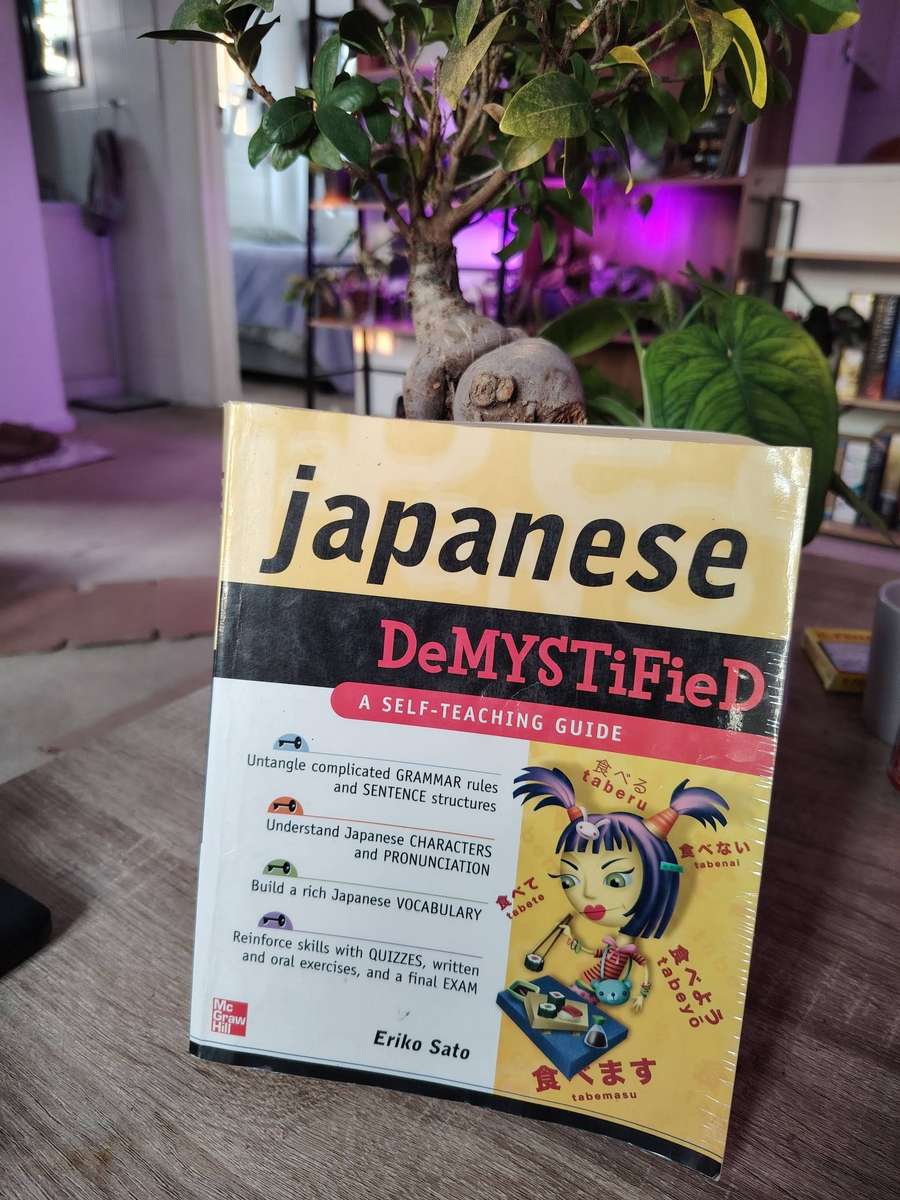 japanese
DeMYSTiFieD
A SELF-TEACHING GUIDE
Untangle complicated GRAMMAR rules
and SENTENCE structures
Understand Japanese CHARACTERS
and PRONUNCIATION
Build a rich Japanese VOCABULARY
Reinforce skills with QUIZZES, written
and oral exercises, and a final EXAM
Mc
Graw
Hill
Eriko Sato
食べる
taberu
食べない
tabenai
食べて
tabete
食べよう
tabeyō
食べます
tabemasu